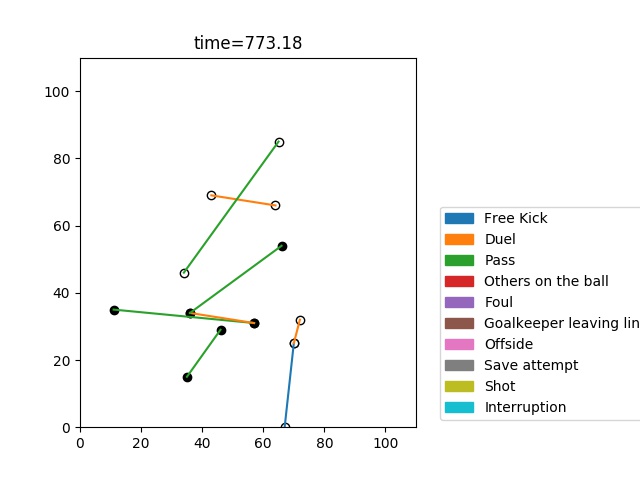 time=773.18
100
80
60
40
20
0
0 20 40 60 80 100
Free Kick
Duel
Pass
Others on the ball
Foul
Goalkeeper leaving lin
Offside
Save attempt
Shot
Interruption